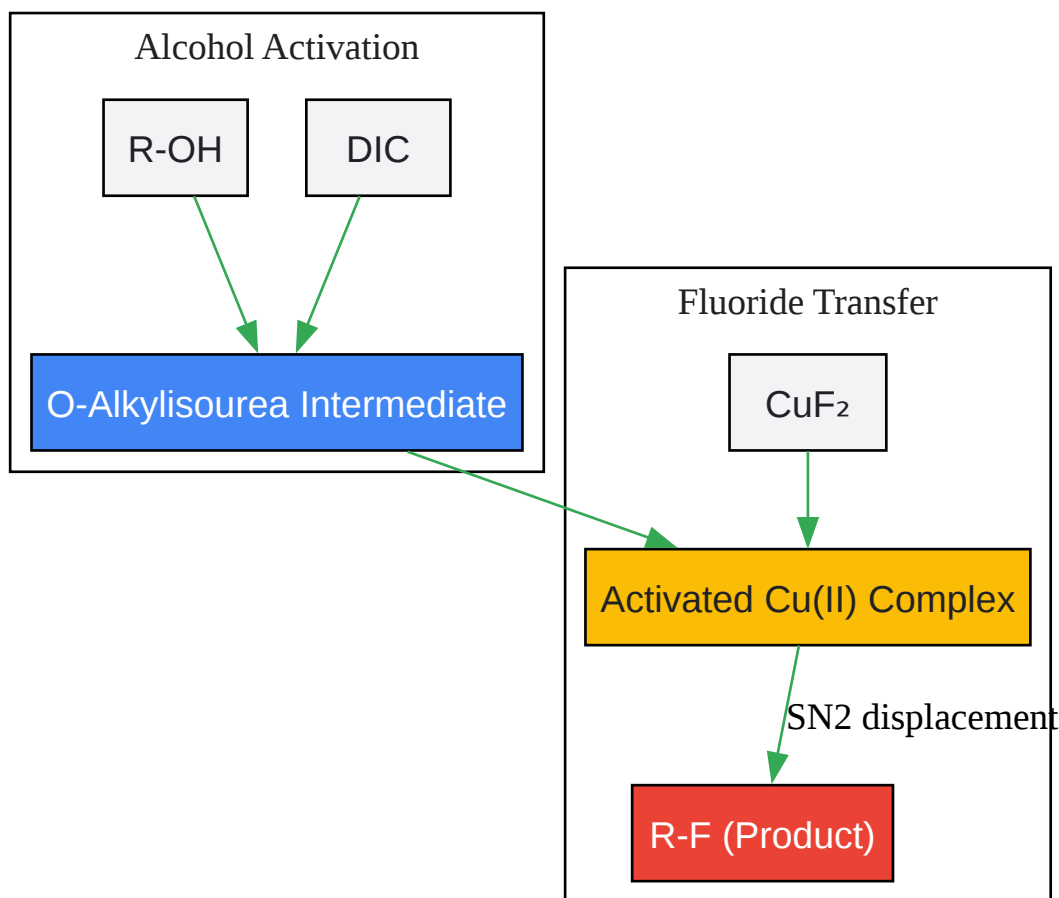 Alcohol Activation
R-OH
DIC
O-Alkylisourea Intermediate
Fluoride Transfer
CuF₂
Activated Cu(II) Complex
SN2 displacement
R-F (Product)